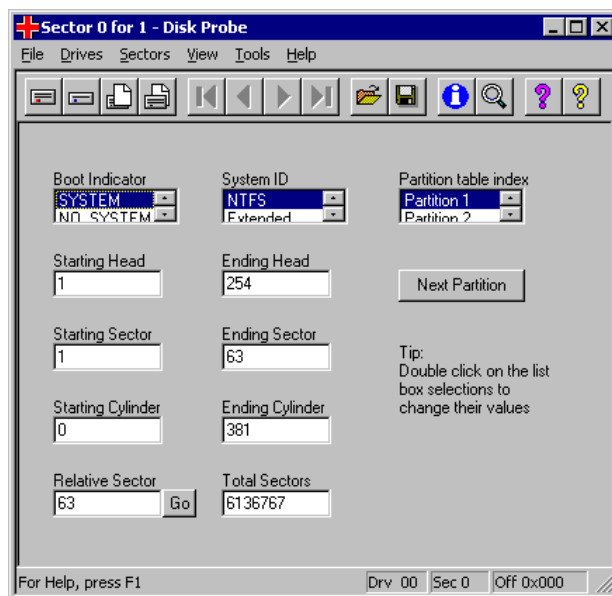 Sector 0 for 1 - Disk Probe
File Drives Sectors View Tools Help
Boot Indicator System ID Partition table index
SYSTEM NTFS Partition 1
NO_SYSTEM Extended Partition 2
Starting Head Ending Head
1 254 Next Partition
Starting Sector Ending Sector
1 63
Tip:
Double click on the list
box selections to
change their values
Starting Cylinder Ending Cylinder
0 381
Relative Sector Total Sectors
63 Go 6136767
For Help, press F1 Drv 00 Sec 0 Off 0x000